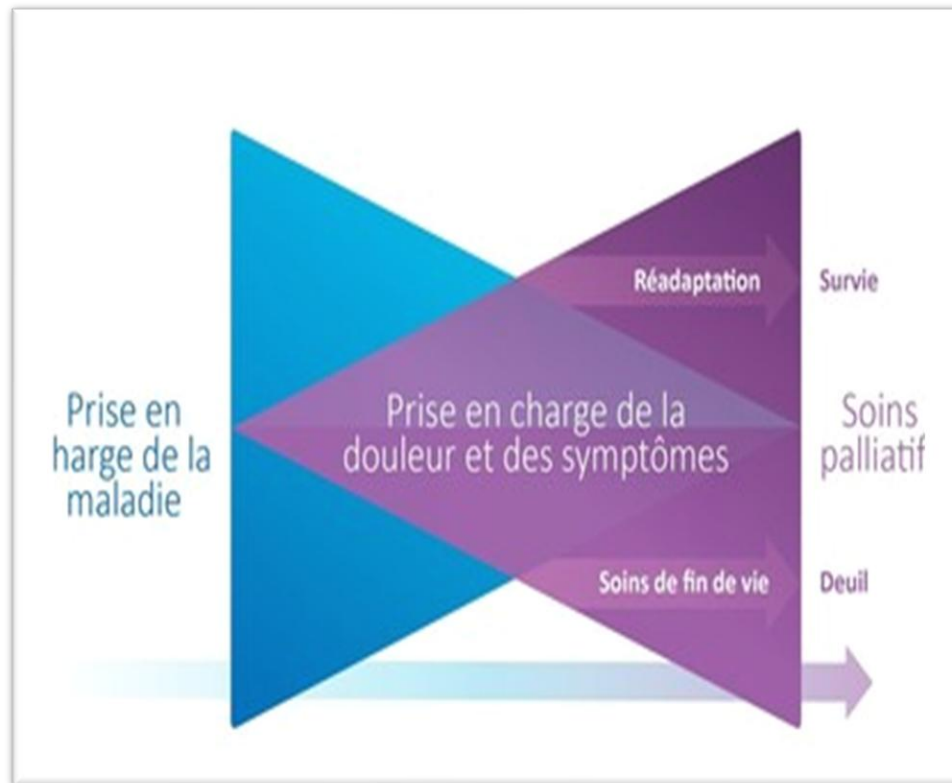 Prise en
harge de la
maladie
Prise en charge de la
douleur et des symptômes
Réadaptation
Survie
Soins
palliatif
Soins de fin de vie
Deuil